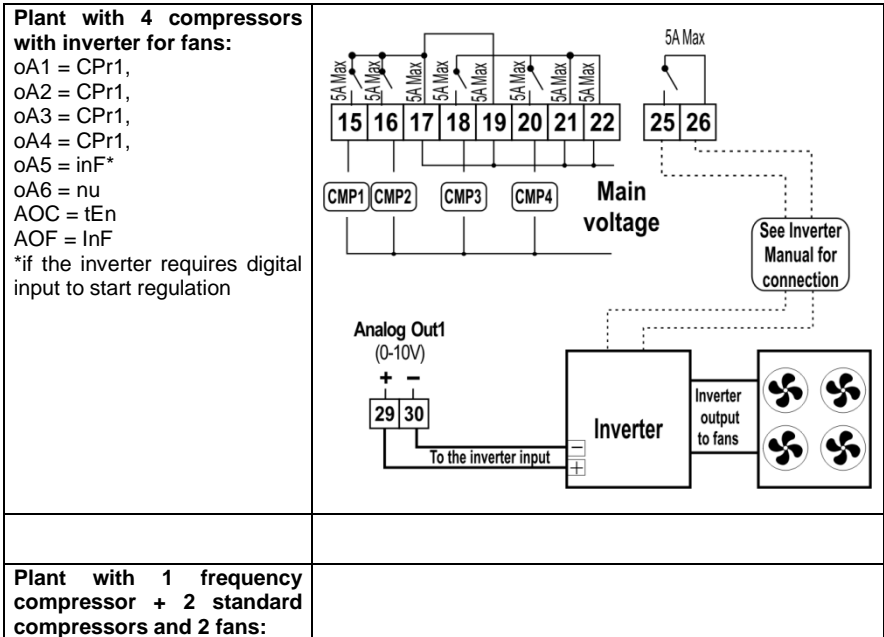 Plant with 4 compressors
with inverter for fans:
oA1 = CPr1,
oA2 = CPr1,
oA3 = CPr1,
oA4 = CPr1,
oA5 = inF*
oA6 = nu
AOC = tEn
AOF = InF
*if the inverter requires digital
input to start regulation
5A Max
5A Max
5A Max
5A Max
5A Max
5A Max
5A Max
5A Max
15 16 17 18 19 20 21 22
25 26
CMP1 CMP2 CMP3 CMP4
Main
voltage
See Inverter
Manual for
connection
Analog Out1
(0-10V)
+ −
29 30
To the inverter input
−
+
Inverter
Inverter
output
to fans
Plant with 1 frequency
compressor + 2 standard
compressors and 2 fans: